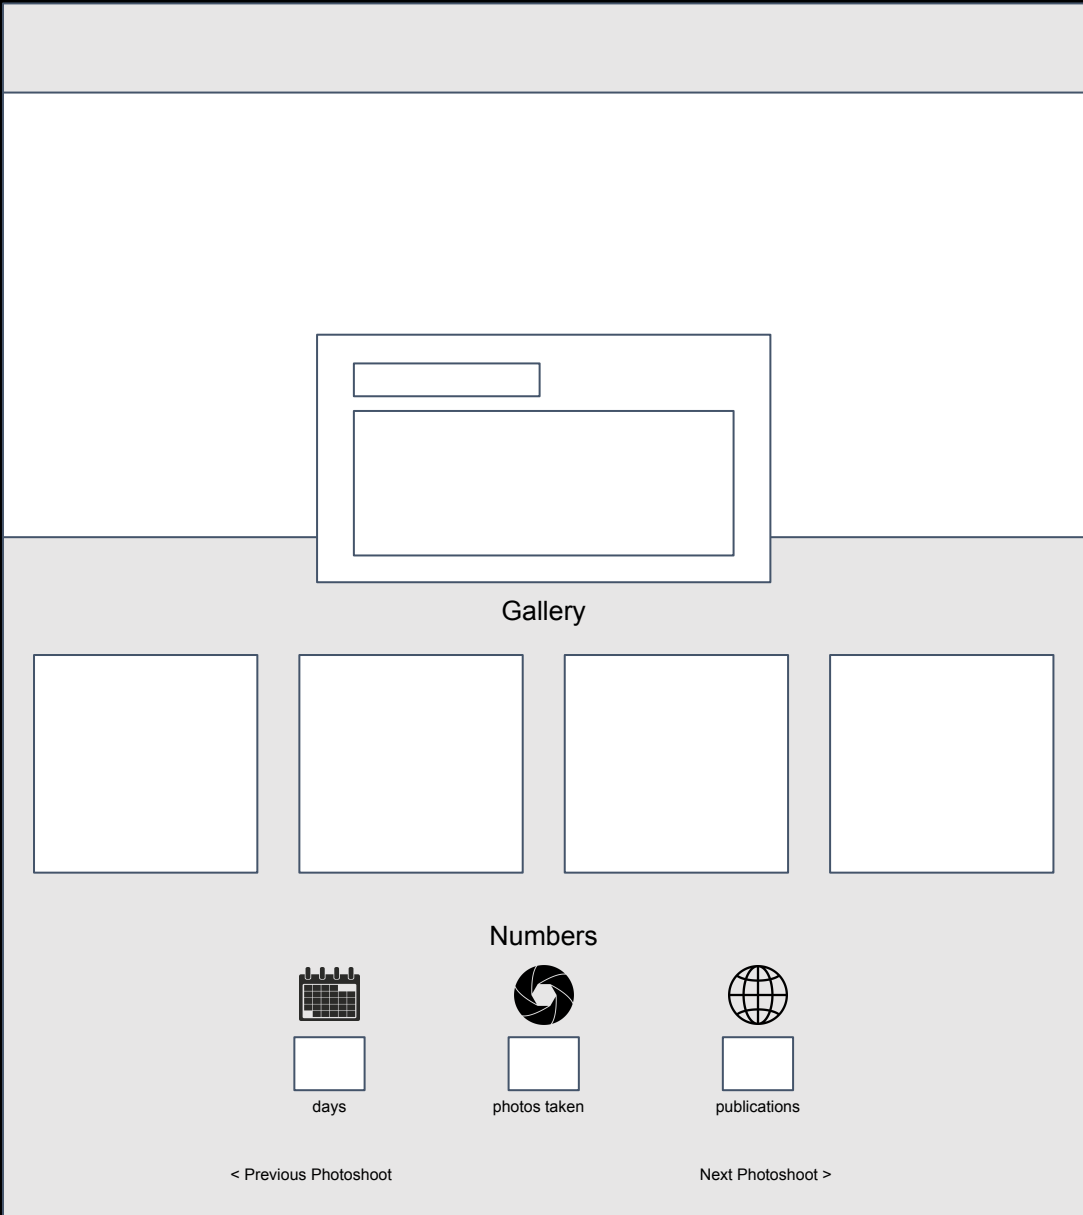 Gallery
Numbers
days
photos taken
publications
< Previous Photoshoot
Next Photoshoot >